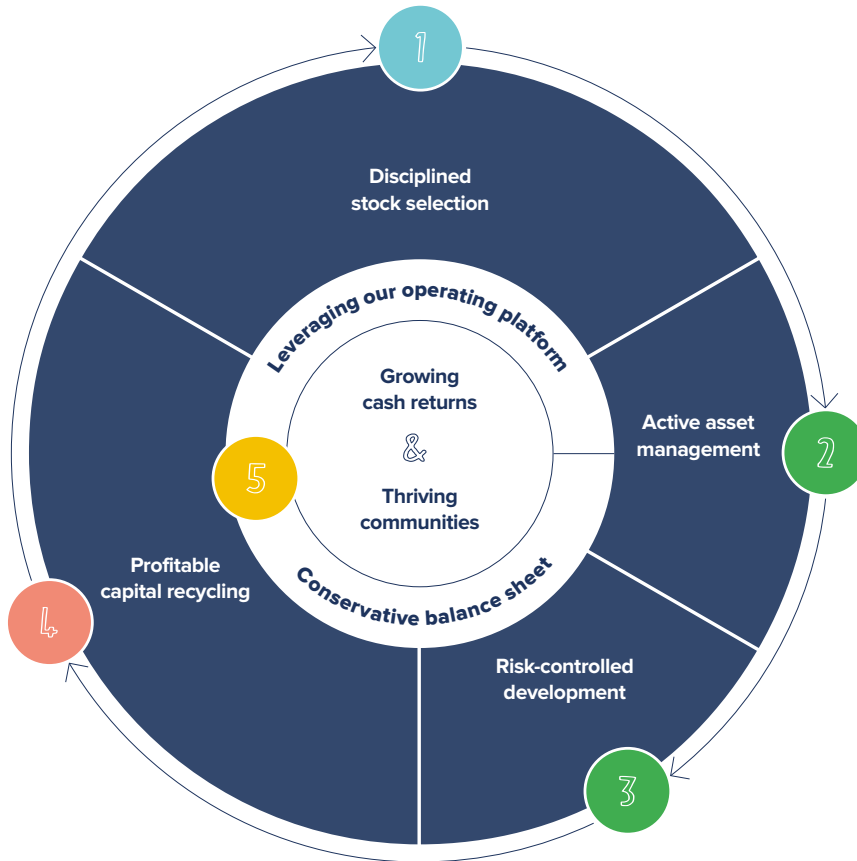 1
Disciplined
stock selection
Leveraging our operating platform
Growing
cash returns
&
Thriving
communities
Conservative balance sheet
Active asset
management
2
Risk-controlled
development
3
Profitable
capital recycling
4
5